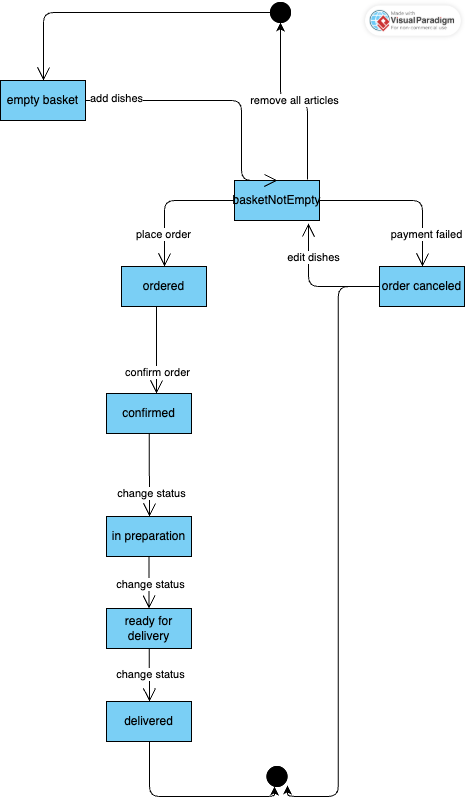 Made with
VisualParadigm
For non-commercial use
empty basket
add dishes
remove all articles
basketNotEmpty
place order
payment failed
edit dishes
ordered
order canceled
confirm order
confirmed
change status
in preparation
change status
ready for
delivery
change status
delivered